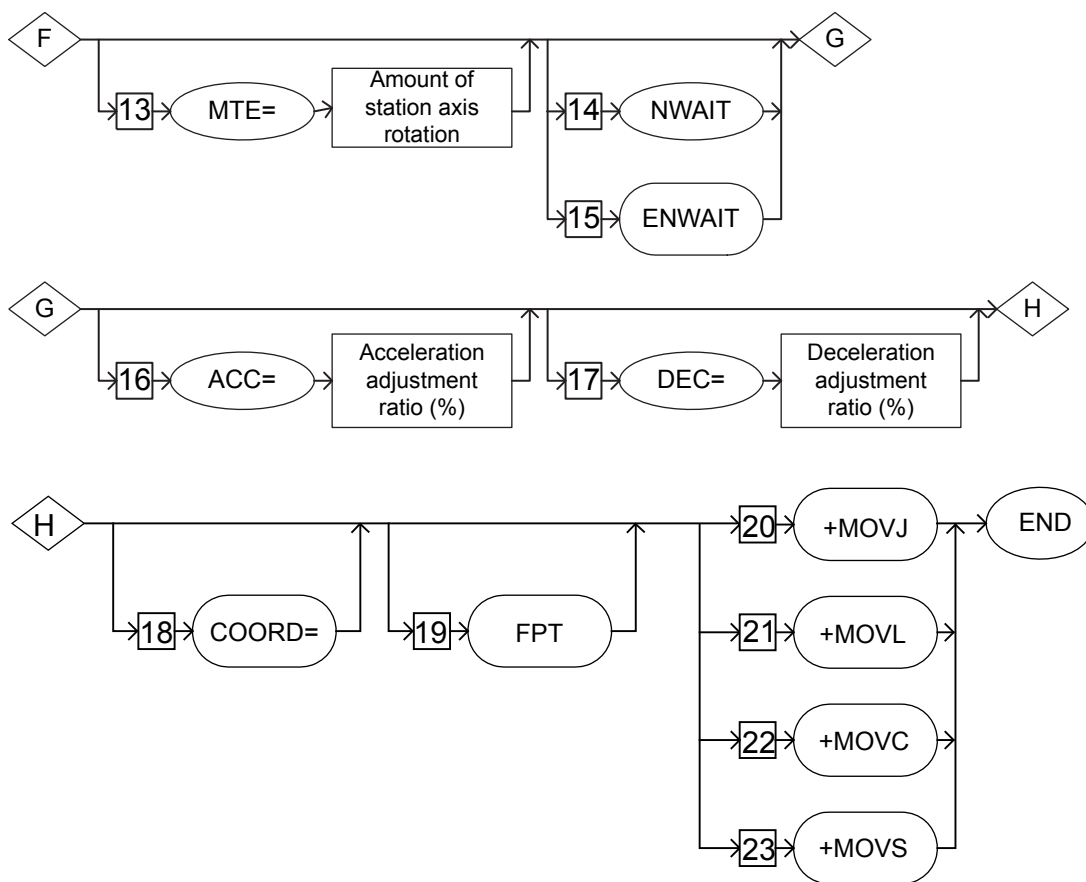 F
G
13
MTE=
Amount of
station axis
rotation
14
NWAIT
15
ENWAIT
G
H
16
ACC=
Acceleration
adjustment
ratio (%)
17
DEC=
Deceleration
adjustment
ratio (%)
H
20
+MOVJ
END
18
COORD=
19
FPT
21
+MOVL
22
+MOVC
23
+MOVS